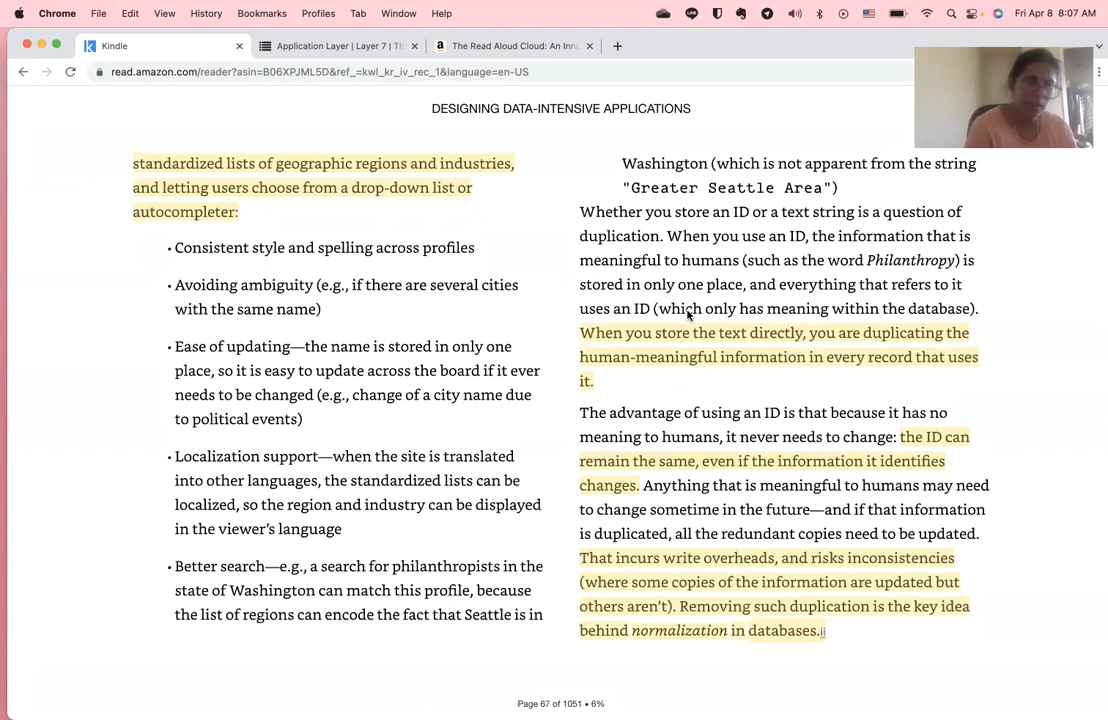 Chrome File Edit View History Bookmarks Profiles Tab Window Help Fri Apr 8 8:07 AM
Kindle Application Layer | Layer 7 | Th The Read Aloud Cloud: An Inno
read.amazon.com/reader?asin=B06XPJML5D&ref_=kwl_kr_iv_rec_1&language=en-US
DESIGNING DATA-INTENSIVE APPLICATIONS
standardized lists of geographic regions and industries,
and letting users choose from a drop-down list or
autocompleter:
• Consistent style and spelling across profiles
• Avoiding ambiguity (e.g., if there are several cities
with the same name)
• Ease of updating—the name is stored in only one
place, so it is easy to update across the board if it ever
needs to be changed (e.g., change of a city name due
to political events)
• Localization support—when the site is translated
into other languages, the standardized lists can be
localized, so the region and industry can be displayed
in the viewer's language
• Better search—e.g., a search for philanthropists in the
state of Washington can match this profile, because
the list of regions can encode the fact that Seattle is in
Washington (which is not apparent from the string
"Greater Seattle Area")
Whether you store an ID or a text string is a question of
duplication. When you use an ID, the information that is
meaningful to humans (such as the word Philanthropy) is
stored in only one place, and everything that refers to it
uses an ID (which only has meaning within the database).
When you store the text directly, you are duplicating the
human-meaningful information in every record that uses
it.
The advantage of using an ID is that because it has no
meaning to humans, it never needs to change: the ID can
remain the same, even if the information it identifies
changes. Anything that is meaningful to humans may need
to change sometime in the future—and if that information
is duplicated, all the redundant copies need to be updated.
That incurs write overheads, and risks inconsistencies
(where some copies of the information are updated but
others aren't). Removing such duplication is the key idea
behind normalization in databases.ii
Page 67 of 1051 • 6%